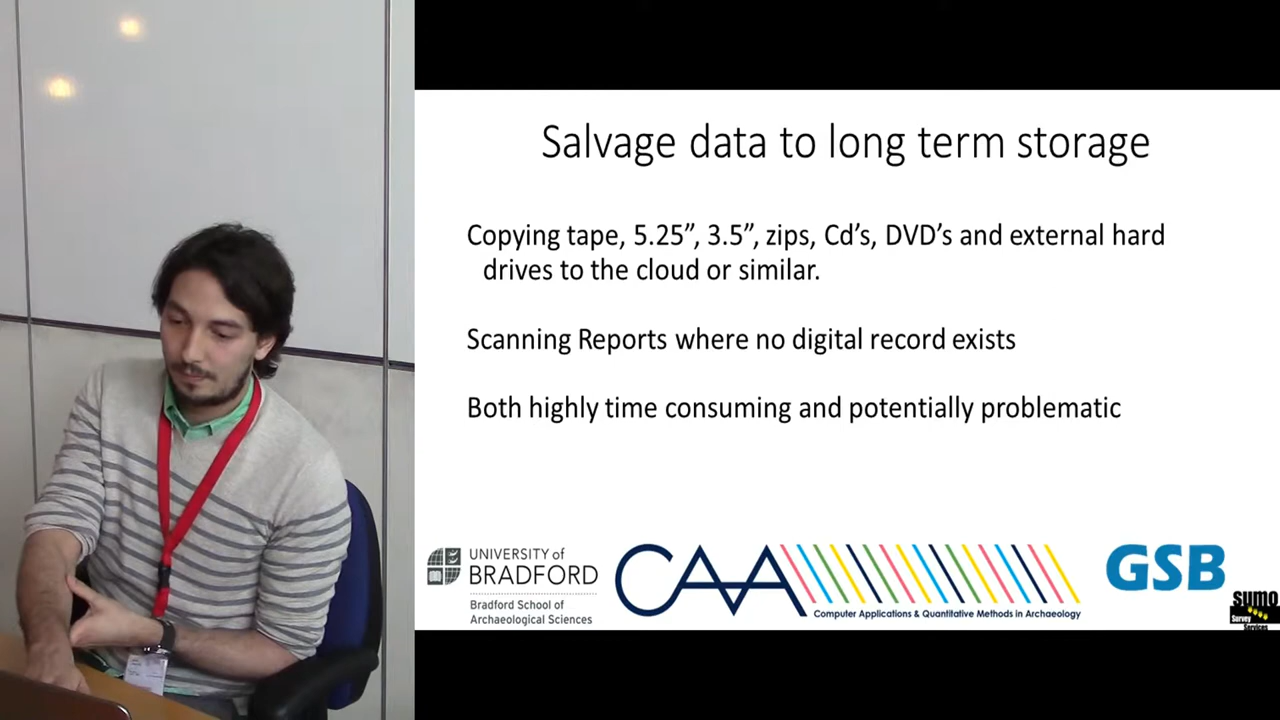 Salvage data to long term storage
Copying tape, 5.25”, 3.5”, zips, Cd’s, DVD’s and external hard
drives to the cloud or similar.
Scanning Reports where no digital record exists
Both highly time consuming and potentially problematic
UNIVERSITY of
BRADFORD
Bradford School of
Archaeological Sciences
CAA
Computer Applications & Quantitative Methods in Archaeology
GSB
SUMO
Survey
Services